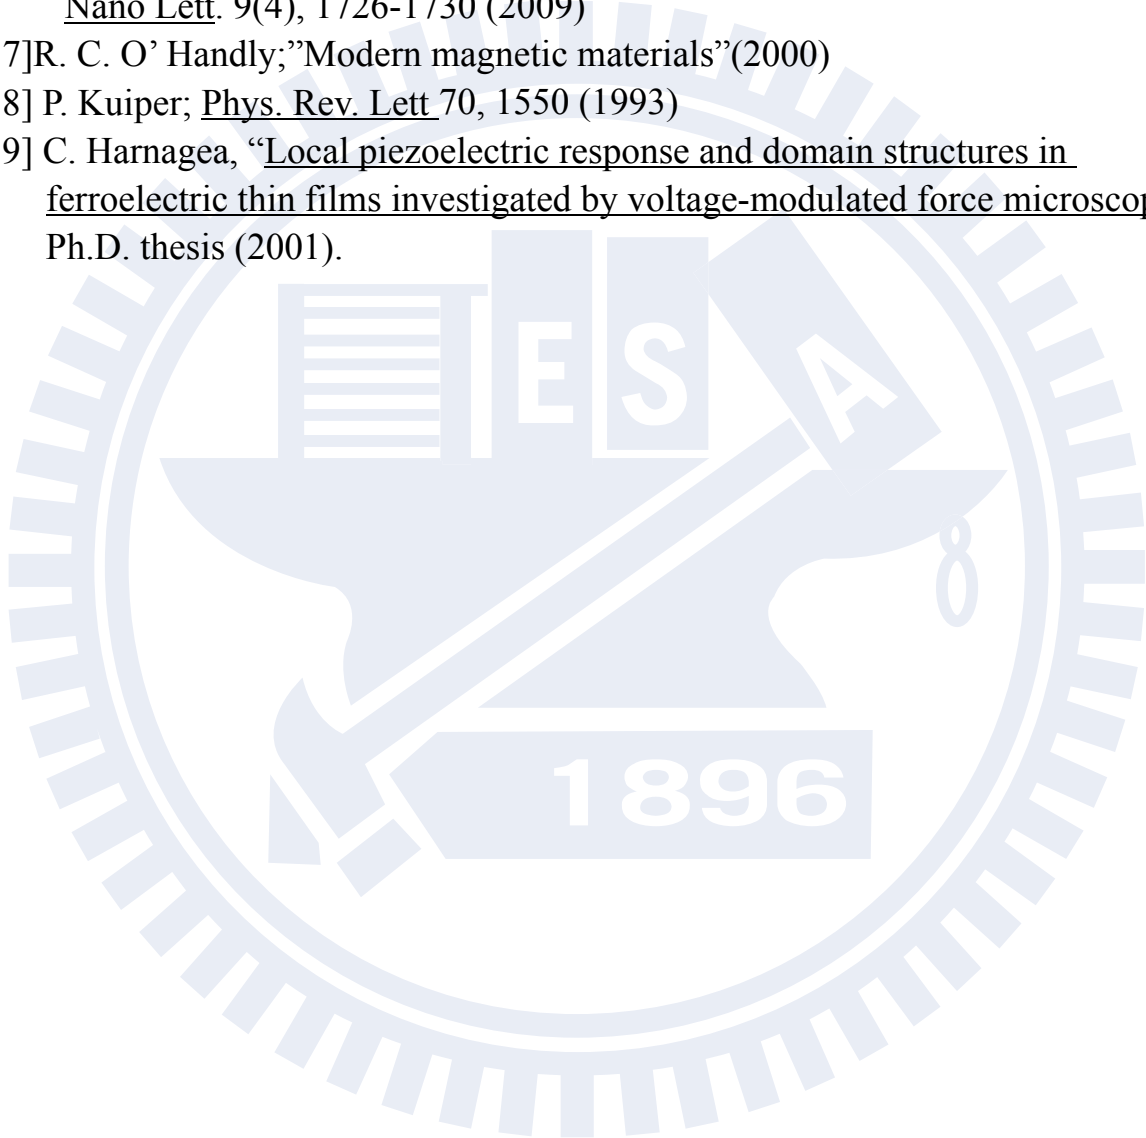 Nano Lett. 9(4), 1726-1730 (2009)
7]R. C. O’ Handly;”Modern magnetic materials”(2000)
8] P. Kuiper; Phys. Rev. Lett 70, 1550 (1993)
9] C. Harnagea, “Local piezoelectric response and domain structures in
ferroelectric thin films investigated by voltage-modulated force microscop
Ph.D. thesis (2001).
E S A
1896